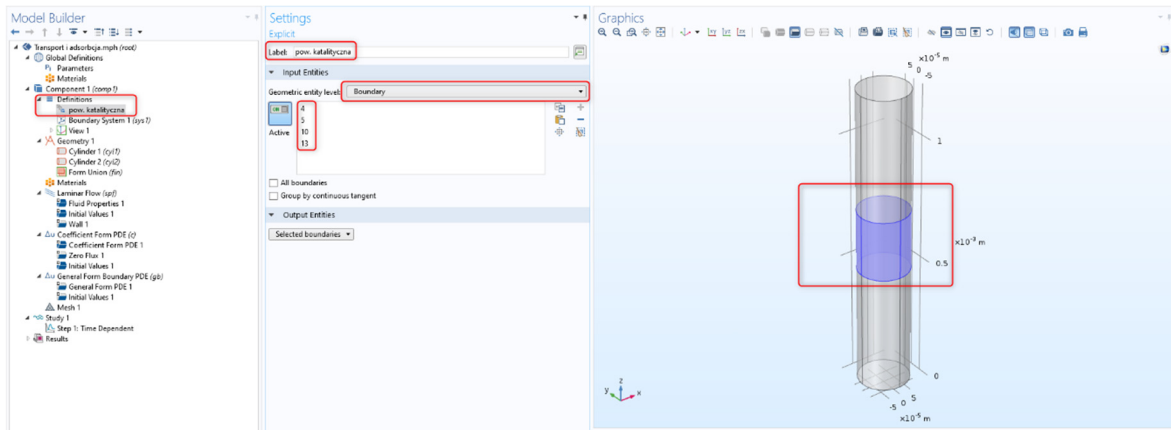 Model Builder
Transport i adsorbcja.mph (root)
Global Definitions
Parameters
Materials
Component 1 (comp1)
Definitions
pow. katalityczna
Boundary System 1 (sys1)
View 1
Geometry 1
Cylinder 1 (cyl1)
Cylinder 2 (cyl2)
Form Union (fin)
Materials
Laminar Flow (spf)
Fluid Properties 1
Initial Values 1
Wall 1
Coefficient Form PDE (c)
Coefficient Form PDE 1
Zero Flux 1
Initial Values 1
General Form Boundary PDE (gb)
General Form PDE 1
Initial Values 1
Mesh 1
Study 1
Step 1: Time Dependent
Results
Settings
Explicit
Label: pow. katalityczna
Input Entities
Geometric entity level: Boundary
Active
4
5
10
13
All boundaries
Group by continuous tangent
Output Entities
Selected boundaries
Graphics
×10⁻⁵ m
5 0 -5
1
×10⁻³ m
0.5
0
-5 0 5
×10⁻⁵ m
z
y x